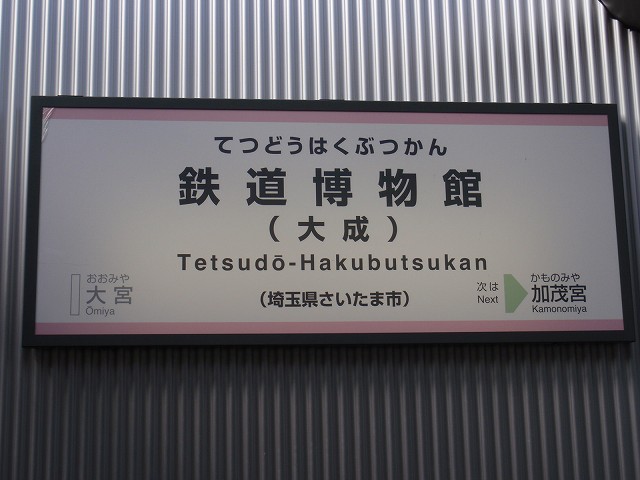 てつどうはくぶつかん
鉄道博物館
（大成）
Tetsudō-Hakubutsukan
（埼玉県さいたま市）
おおみや
大宮
Ōmiya
次は
Next
かものみや
加茂宮
Kamonomiya